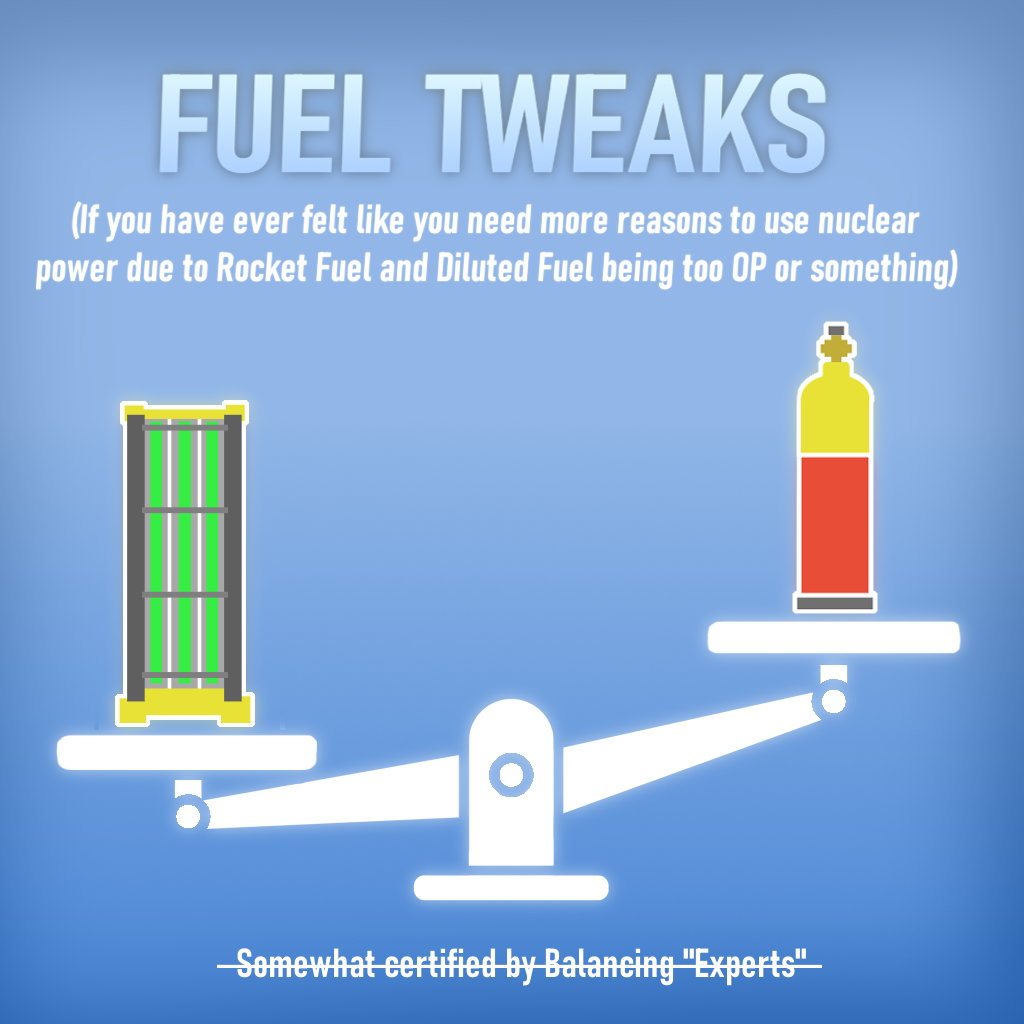 FUEL TWEAKS
(If you have ever felt like you need more reasons to use nuclear
power due to Rocket Fuel and Diluted Fuel being too OP or something)
Somewhat certified by Balancing "Experts"